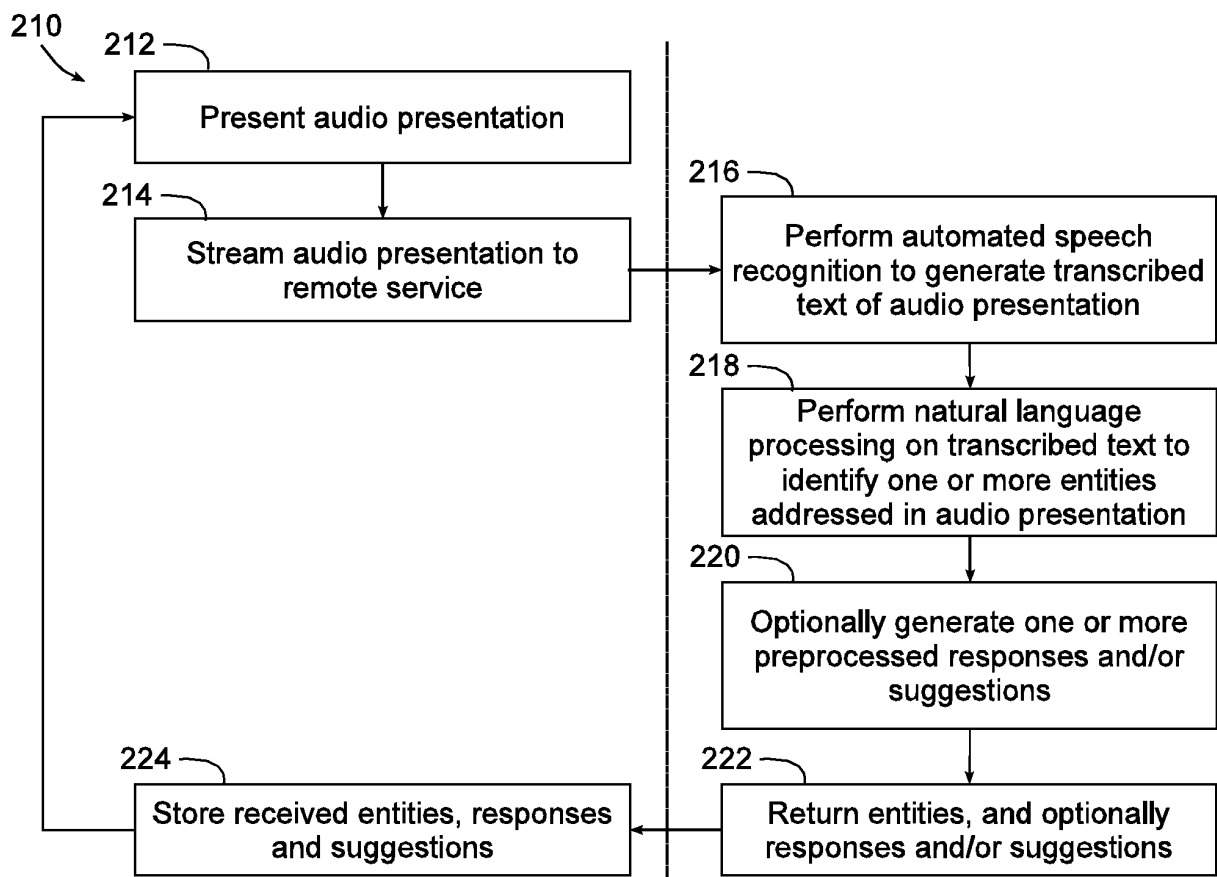 210
212
Present audio presentation
214
Stream audio presentation to
remote service
216
Perform automated speech
recognition to generate transcribed
text of audio presentation
218
Perform natural language
processing on transcribed text to
identify one or more entities
addressed in audio presentation
220
Optionally generate one or more
preprocessed responses and/or
suggestions
222
Return entities, and optionally
responses and/or suggestions
224
Store received entities, responses
and suggestions